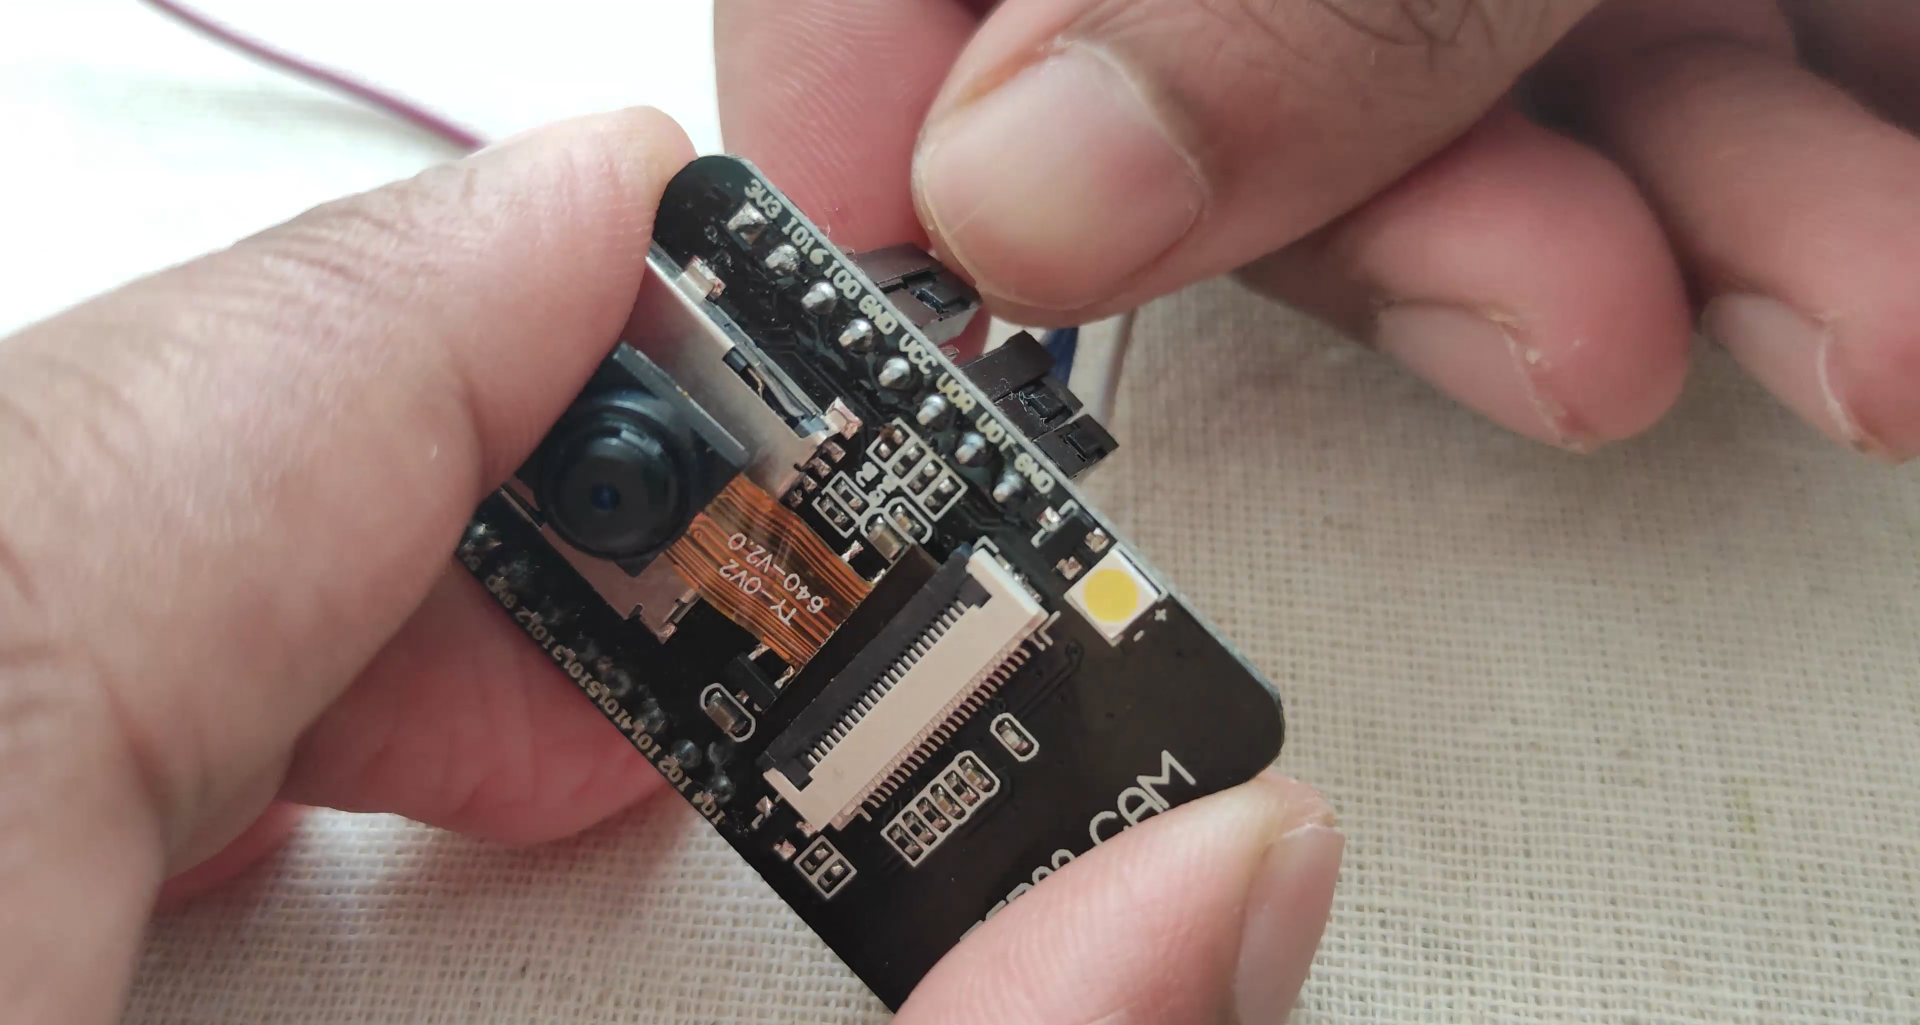 3V3 IO16 IO0 GND VCC UOR UOT GND
TY-OV2
640-V2.0
CAM
GND IO12 IO13 IO15 IO14 IO2 IO4